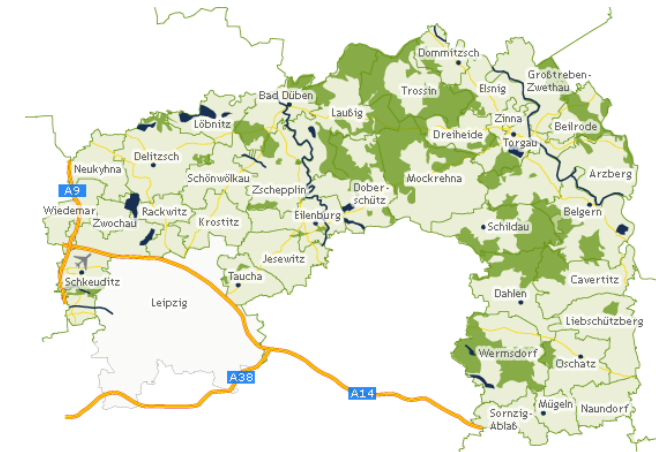 Dommitzsch
Großtreben-
Zwethau
Trossin
Elsnig
Bad Düben
Laußig
Zinna
Löbnitz
Dreiheide
Beilrode
Torgau
Delitzsch
Neukyhna
Schönwölkau
Mockrehna
Arzberg
A9
Zschepplin
Dober-
schütz
Wiedemar
Rackwitz
Belgern
Zwochau
Krostitz
Eilenburg
Schildau
Jesewitz
Schkeuditz
Taucha
Cavertitz
Leipzig
Dahlen
Liebschützberg
Wermsdorf
Oschatz
A38
A14
Mügeln
Naundorf
Sornzig-
Ablaß